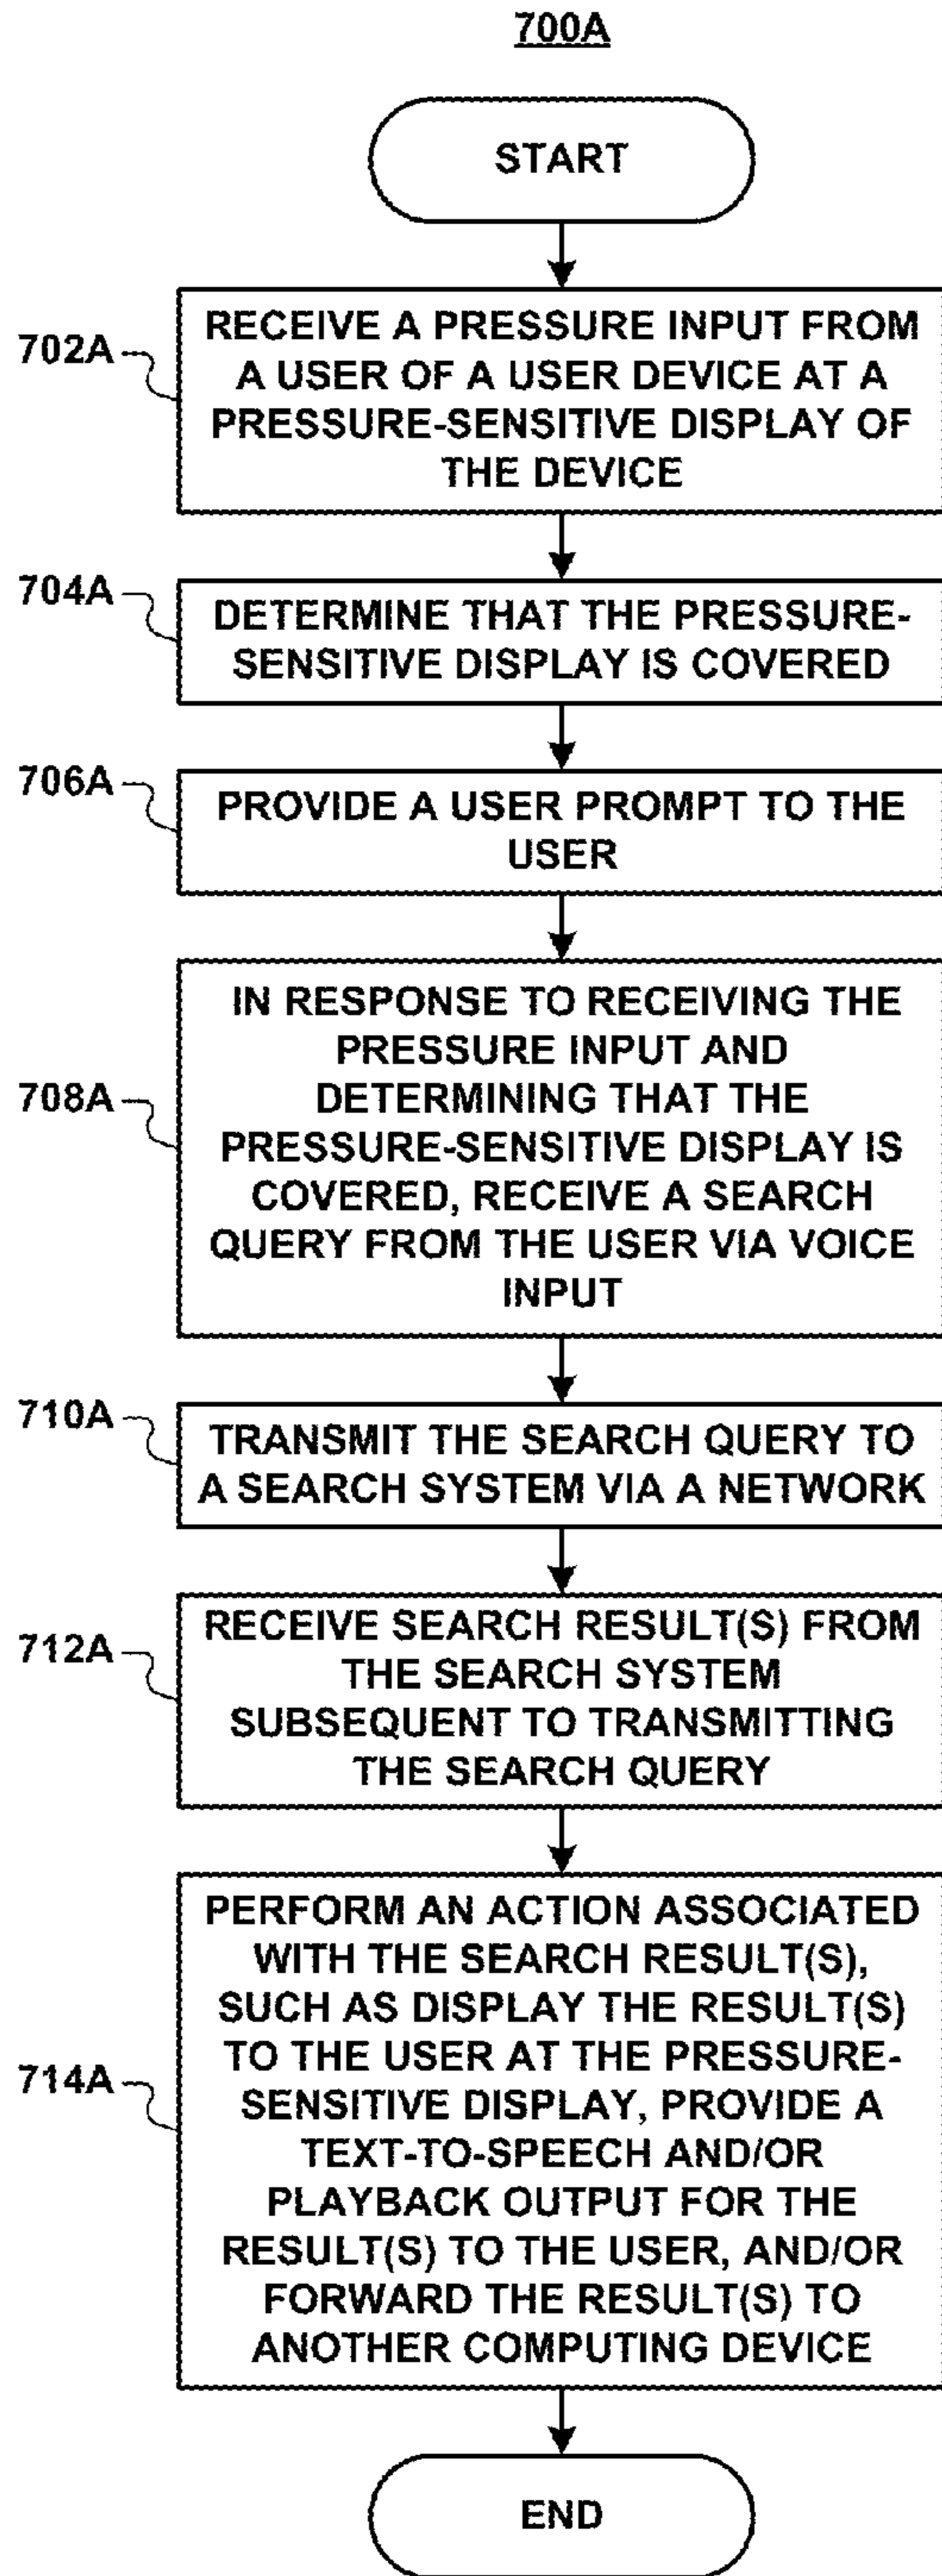 700A
START
702A
RECEIVE A PRESSURE INPUT FROM
A USER OF A USER DEVICE AT A
PRESSURE-SENSITIVE DISPLAY OF
THE DEVICE
704A
DETERMINE THAT THE PRESSURE-
SENSITIVE DISPLAY IS COVERED
706A
PROVIDE A USER PROMPT TO THE
USER
708A
IN RESPONSE TO RECEIVING THE
PRESSURE INPUT AND
DETERMINING THAT THE
PRESSURE-SENSITIVE DISPLAY IS
COVERED, RECEIVE A SEARCH
QUERY FROM THE USER VIA VOICE
INPUT
710A
TRANSMIT THE SEARCH QUERY TO
A SEARCH SYSTEM VIA A NETWORK
712A
RECEIVE SEARCH RESULT(S) FROM
THE SEARCH SYSTEM
SUBSEQUENT TO TRANSMITTING
THE SEARCH QUERY
714A
PERFORM AN ACTION ASSOCIATED
WITH THE SEARCH RESULT(S),
SUCH AS DISPLAY THE RESULT(S)
TO THE USER AT THE PRESSURE-
SENSITIVE DISPLAY, PROVIDE A
TEXT-TO-SPEECH AND/OR
PLAYBACK OUTPUT FOR THE
RESULT(S) TO THE USER, AND/OR
FORWARD THE RESULT(S) TO
ANOTHER COMPUTING DEVICE
END